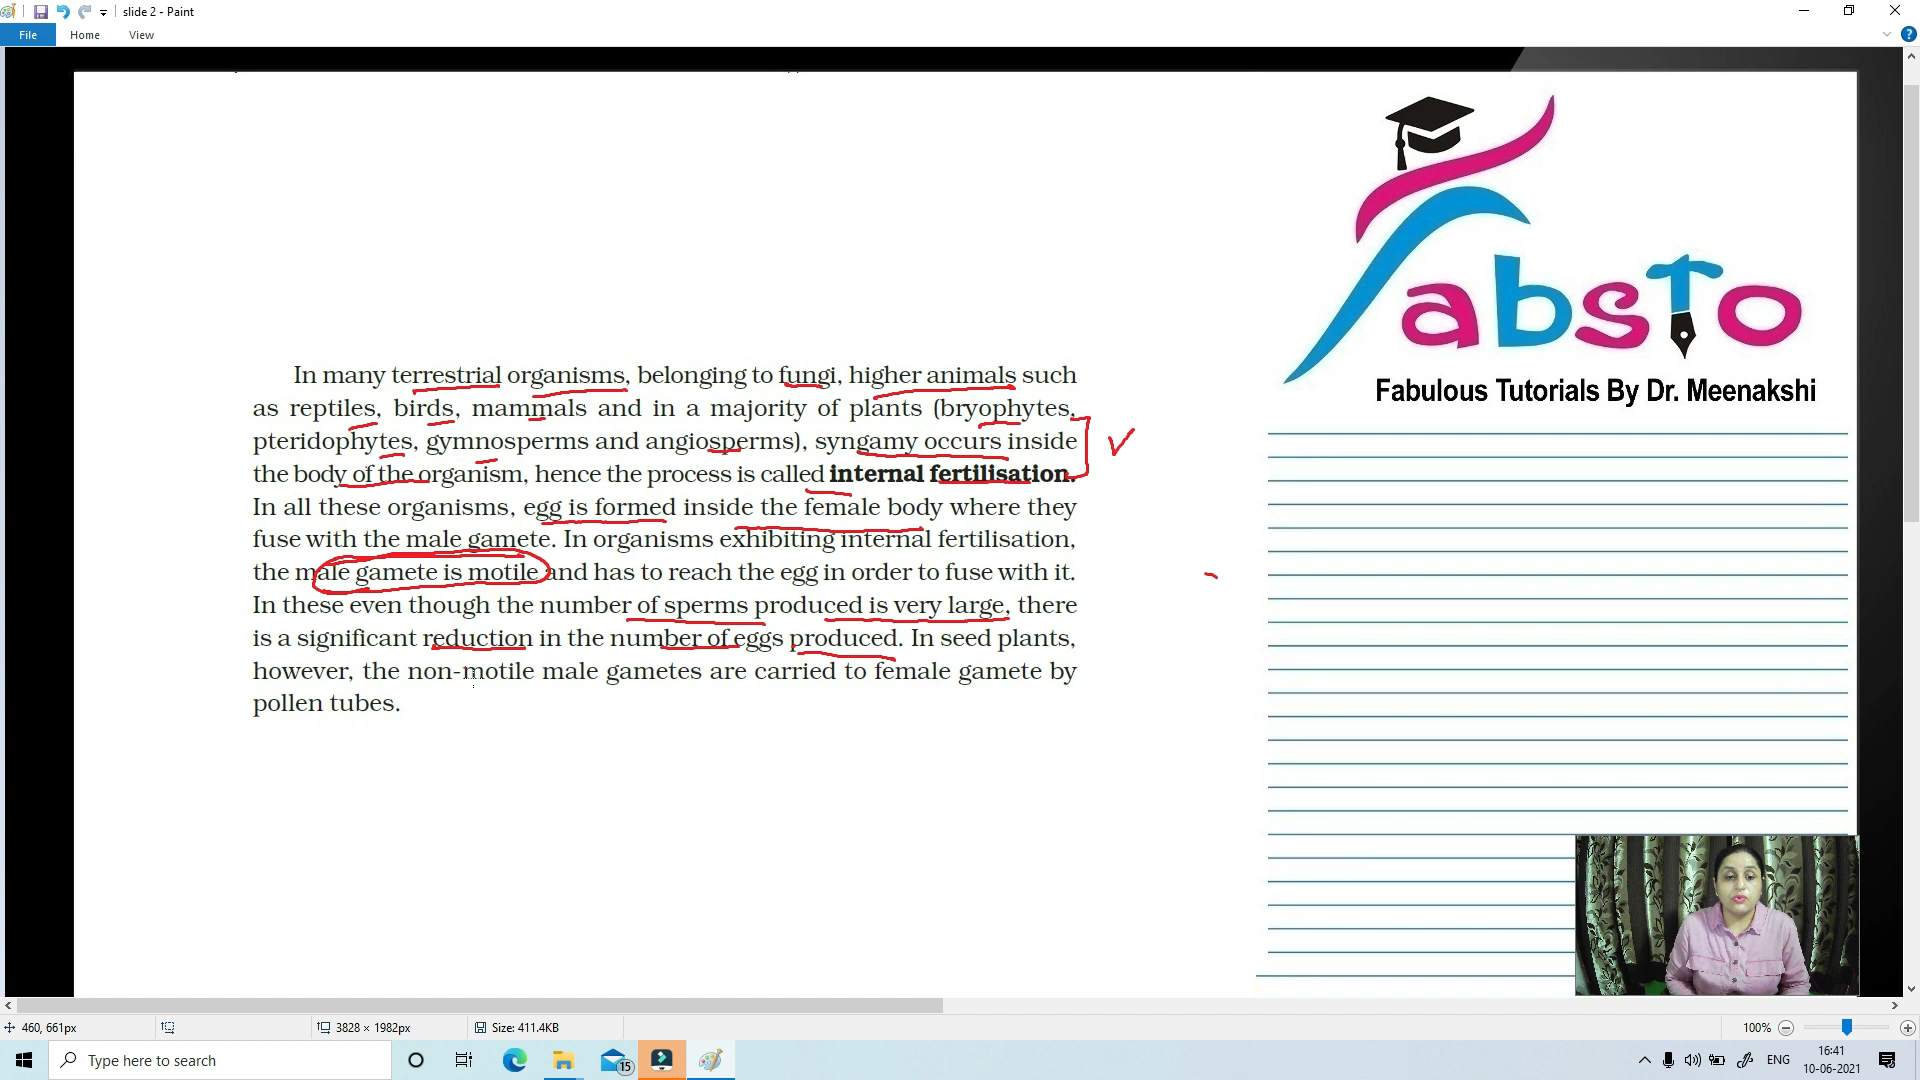 slide 2 - Paint
File Home View
absTo
Fabulous Tutorials By Dr. Meenakshi
In many terrestrial organisms, belonging to fungi, higher animals such
as reptiles, birds, mammals and in a majority of plants (bryophytes,
pteridophytes, gymnosperms and angiosperms), syngamy occurs inside
the body of the organism, hence the process is called internal fertilisation.
In all these organisms, egg is formed inside the female body where they
fuse with the male gamete. In organisms exhibiting internal fertilisation,
the male gamete is motile and has to reach the egg in order to fuse with it.
In these even though the number of sperms produced is very large, there
is a significant reduction in the number of eggs produced. In seed plants,
however, the non-motile male gametes are carried to female gamete by
pollen tubes.
460, 661px 3828 × 1982px Size: 411.4KB 100%
Type here to search 15 ENG 16:41
10-06-2021